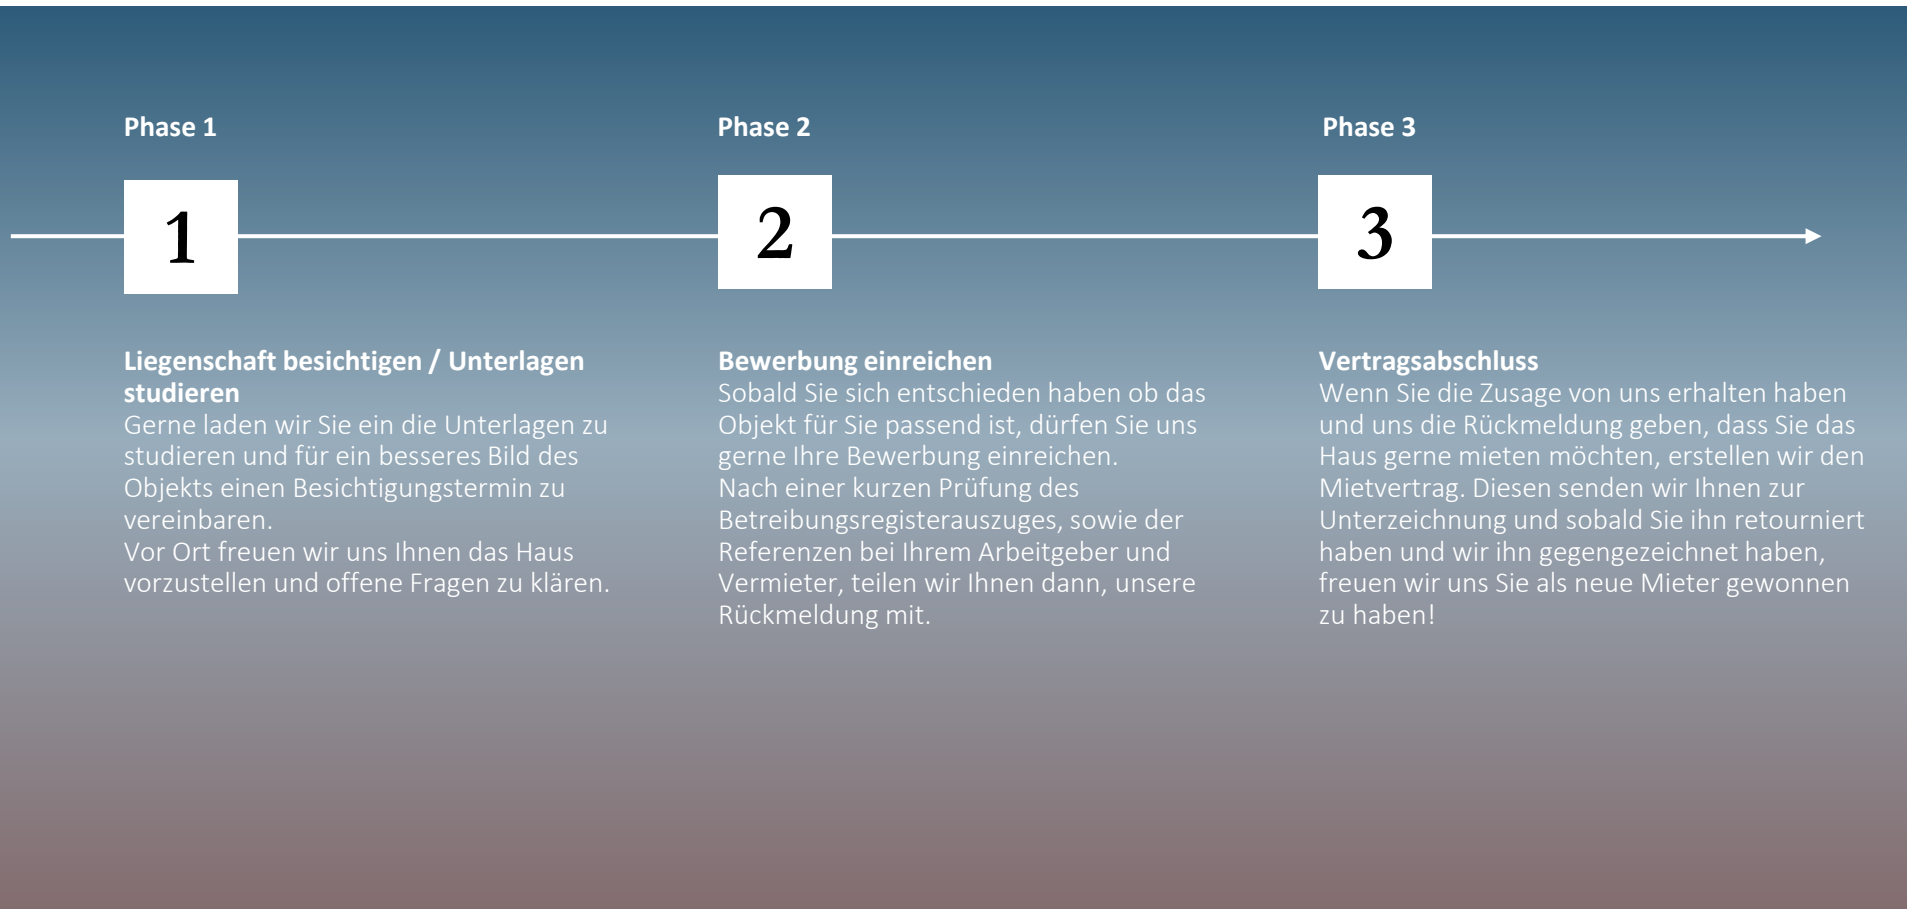 Phase 1
1
Liegenschaft besichtigen / Unterlagen
studieren
Gerne laden wir Sie ein die Unterlagen zu
studieren und für ein besseres Bild des
Objekts einen Besichtigungstermin zu
vereinbaren.
Vor Ort freuen wir uns Ihnen das Haus
vorzustellen und offene Fragen zu klären.
Phase 2
2
Bewerbung einreichen
Sobald Sie sich entschieden haben ob das
Objekt für Sie passend ist, dürfen Sie uns
gerne Ihre Bewerbung einreichen.
Nach einer kurzen Prüfung des
Betreibungsregisterauszuges, sowie der
Referenzen bei Ihrem Arbeitgeber und
Vermieter, teilen wir Ihnen dann, unsere
Rückmeldung mit.
Phase 3
3
Vertragsabschluss
Wenn Sie die Zusage von uns erhalten haben
und uns die Rückmeldung geben, dass Sie das
Haus gerne mieten möchten, erstellen wir den
Mietvertrag. Diesen senden wir Ihnen zur
Unterzeichnung und sobald Sie ihn retourniert
haben und wir ihn gegengezeichnet haben,
freuen wir uns Sie als neue Mieter gewonnen
zu haben!